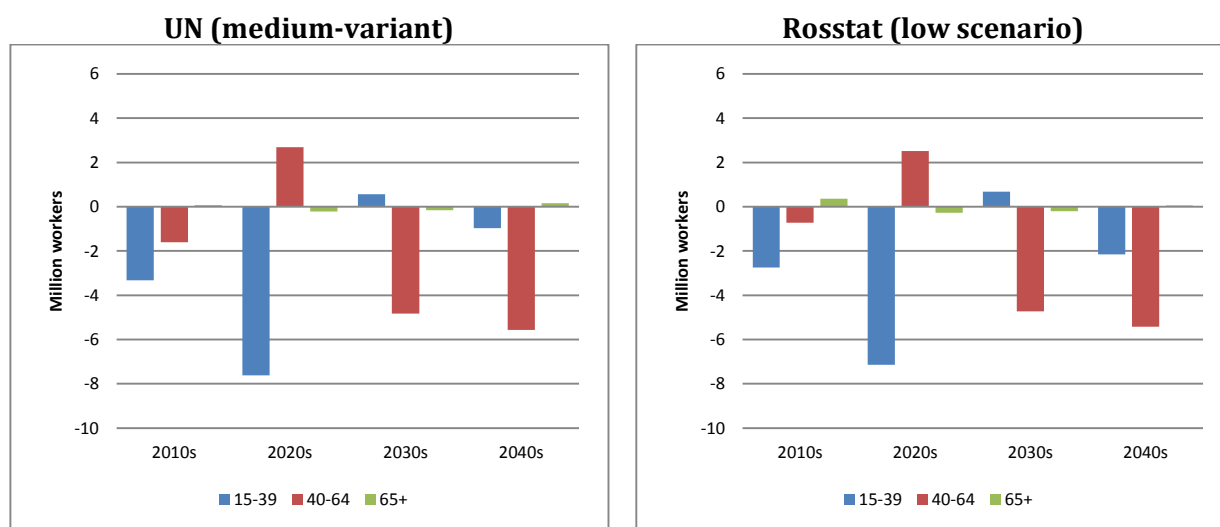 UN (medium-variant)
6
4
2
0
-2
-4
-6
-8
-10
Million workers
2010s 2020s 2030s 2040s
15-39 40-64 65+
Rosstat (low scenario)
6
4
2
0
-2
-4
-6
-8
-10
Million workers
2010s 2020s 2030s 2040s
15-39 40-64 65+